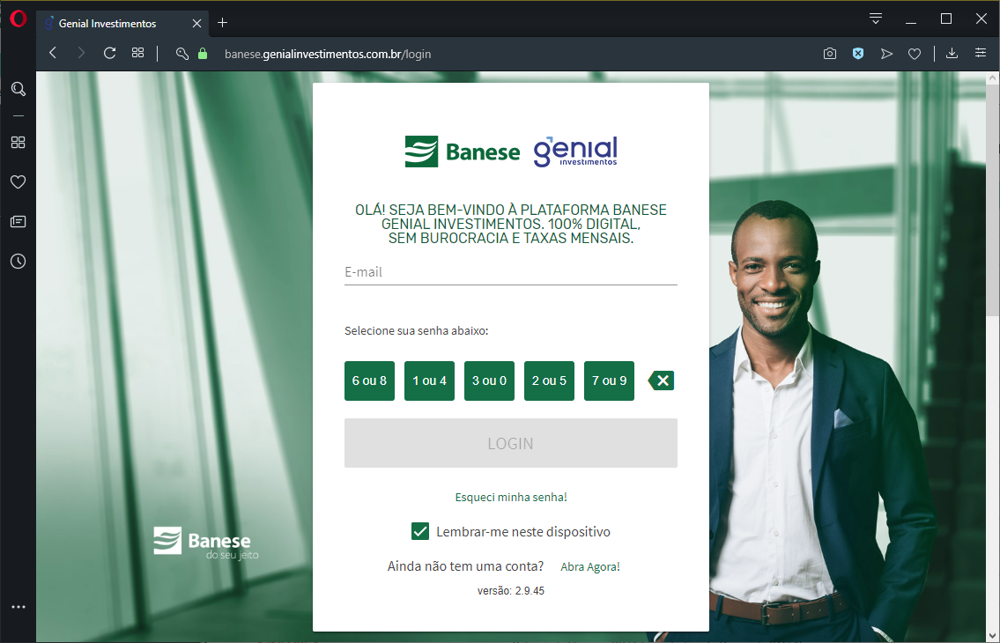 Genial Investimentos
banese.genialinvestimentos.com.br/login
Banese genial
investimentos
OLÁ! SEJA BEM-VINDO À PLATAFORMA BANESE
GENIAL INVESTIMENTOS. 100% DIGITAL,
SEM BUROCRACIA E TAXAS MENSAIS.
E-mail
Selecione sua senha abaixo:
6 ou 8 1 ou 4 3 ou 0 2 ou 5 7 ou 9
LOGIN
Esqueci minha senha!
Lembrar-me neste dispositivo
Ainda não tem uma conta? Abra Agora!
versão: 2.9.45
Banese
do seu jeito